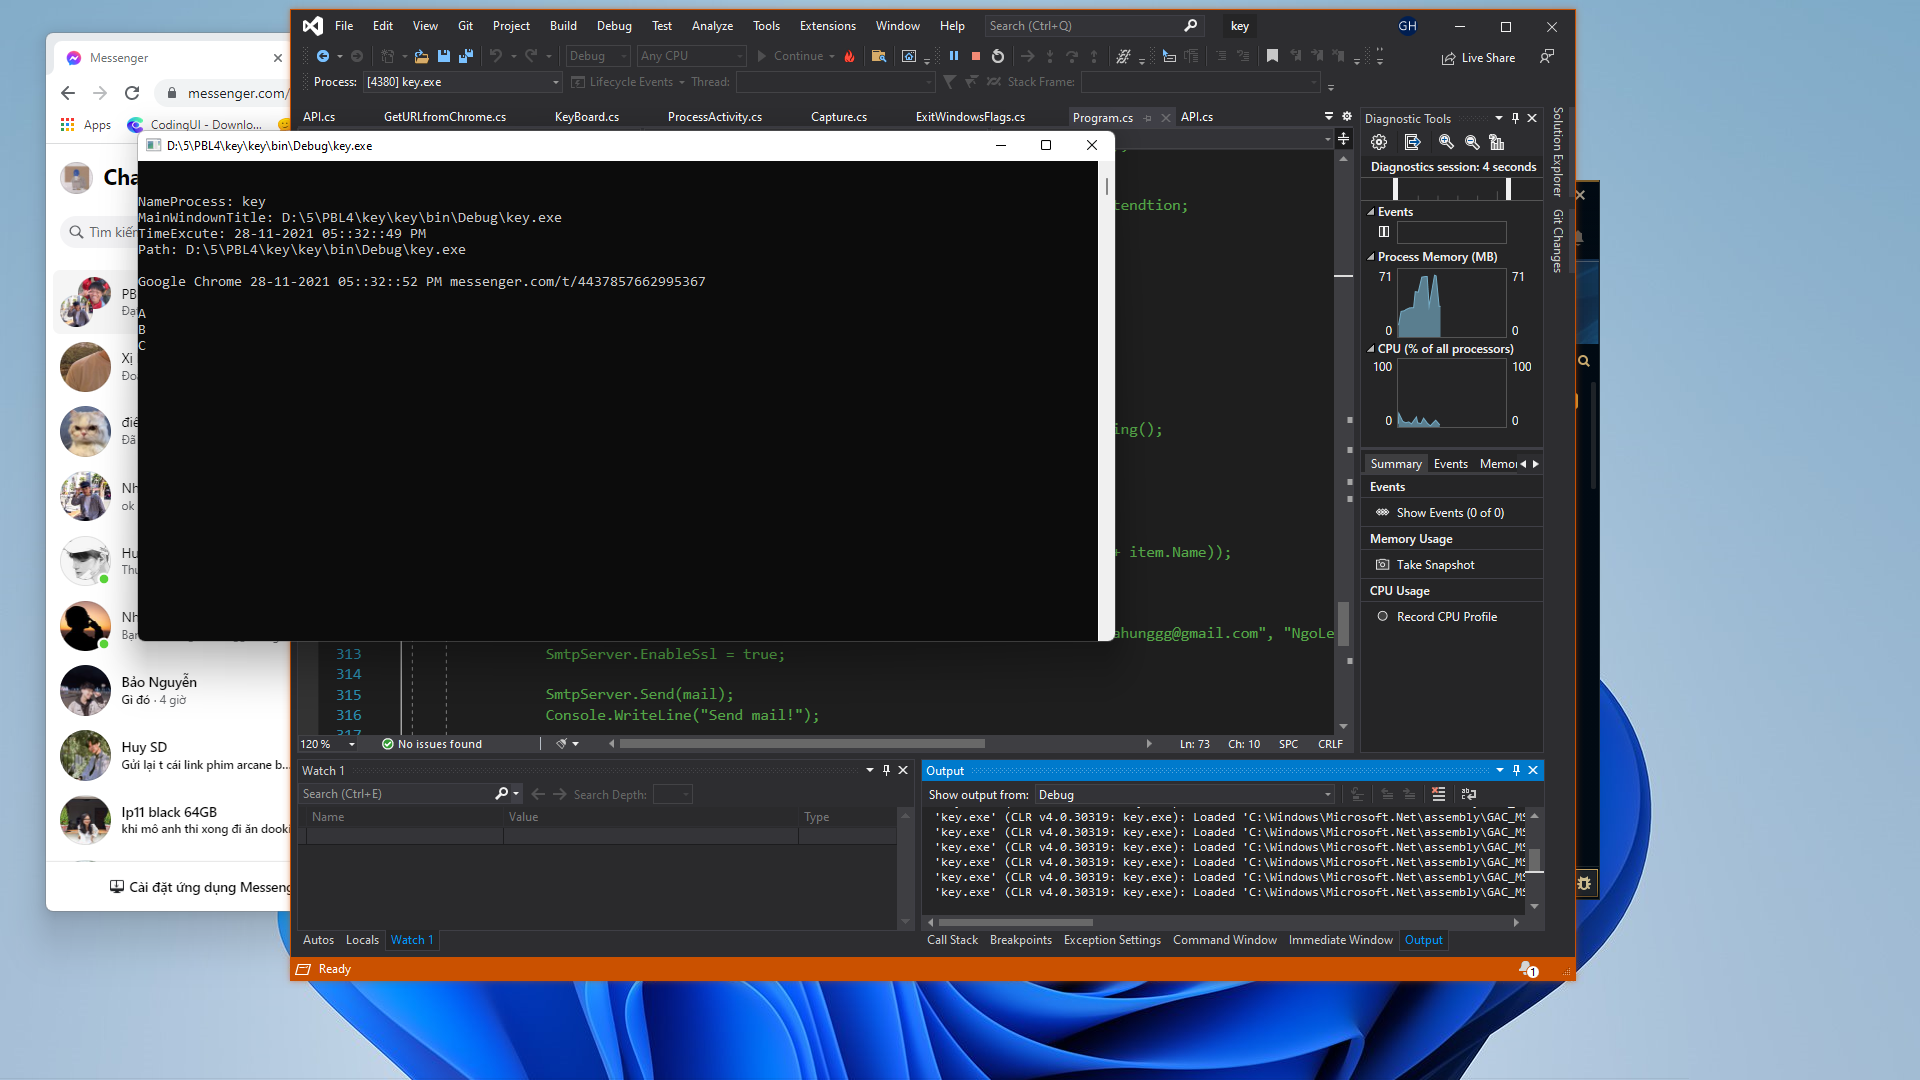 Messenger
messenger.com/
Apps
CodingUI - Downlo...
Cha
Tìm kiếm
PB
Đạt
Xị
Đoạ
điề
Đã
Nh
ok
Hu
Thu
Nh
Bạn
Bảo Nguyễn
Gì đó · 4 giờ
Huy SD
Gửi lại t cái link phim arcane b...
Ip11 black 64GB
khi mô anh thi xong đi ăn dooki
Cài đặt ứng dụng Messeng
File Edit View Git Project Build Debug Test Analyze Tools Extensions Window Help Search (Ctrl+Q) key GH
Debug Any CPU Continue Live Share
Process: [4380] key.exe Lifecycle Events Thread: Stack Frame:
API.cs GetURLfromChrome.cs KeyBoard.cs ProcessActivity.cs Capture.cs ExitWindowsFlags.cs Program.cs API.cs
D:\5\PBL4\key\key\bin\Debug\key.exe
NameProcess: key
MainWindownTitle: D:\5\PBL4\key\key\bin\Debug\key.exe
TimeExcute: 28-11-2021 05::32::49 PM
Path: D:\5\PBL4\key\key\bin\Debug\key.exe
Google Chrome 28-11-2021 05::32::52 PM messenger.com/t/4437857662995367
A
B
C
tendtion;
ing();
+ item.Name));
ahunggg@gmail.com", "NgoLe
313 SmtpServer.EnableSsl = true;
314
315 SmtpServer.Send(mail);
316 Console.WriteLine("Send mail!");
317
120 % No issues found Ln: 73 Ch: 10 SPC CRLF
Diagnostic Tools
Diagnostics session: 4 seconds
Events
Process Memory (MB)
71 71
0 0
CPU (% of all processors)
100 100
0 0
Summary Events Memor
Events
Show Events (0 of 0)
Memory Usage
Take Snapshot
CPU Usage
Record CPU Profile
Solution Explorer
Git Changes
Watch 1
Search (Ctrl+E) Search Depth:
Name Value Type
Autos Locals Watch 1
Output
Show output from: Debug
'key.exe' (CLR v4.0.30319: key.exe): Loaded 'C:\Windows\Microsoft.Net\assembly\GAC_MS
'key.exe' (CLR v4.0.30319: key.exe): Loaded 'C:\Windows\Microsoft.Net\assembly\GAC_MS
'key.exe' (CLR v4.0.30319: key.exe): Loaded 'C:\Windows\Microsoft.Net\assembly\GAC_MS
'key.exe' (CLR v4.0.30319: key.exe): Loaded 'C:\Windows\Microsoft.Net\assembly\GAC_MS
'key.exe' (CLR v4.0.30319: key.exe): Loaded 'C:\Windows\Microsoft.Net\assembly\GAC_MS
'key.exe' (CLR v4.0.30319: key.exe): Loaded 'C:\Windows\Microsoft.Net\assembly\GAC_MS
Call Stack Breakpoints Exception Settings Command Window Immediate Window Output
Ready 1